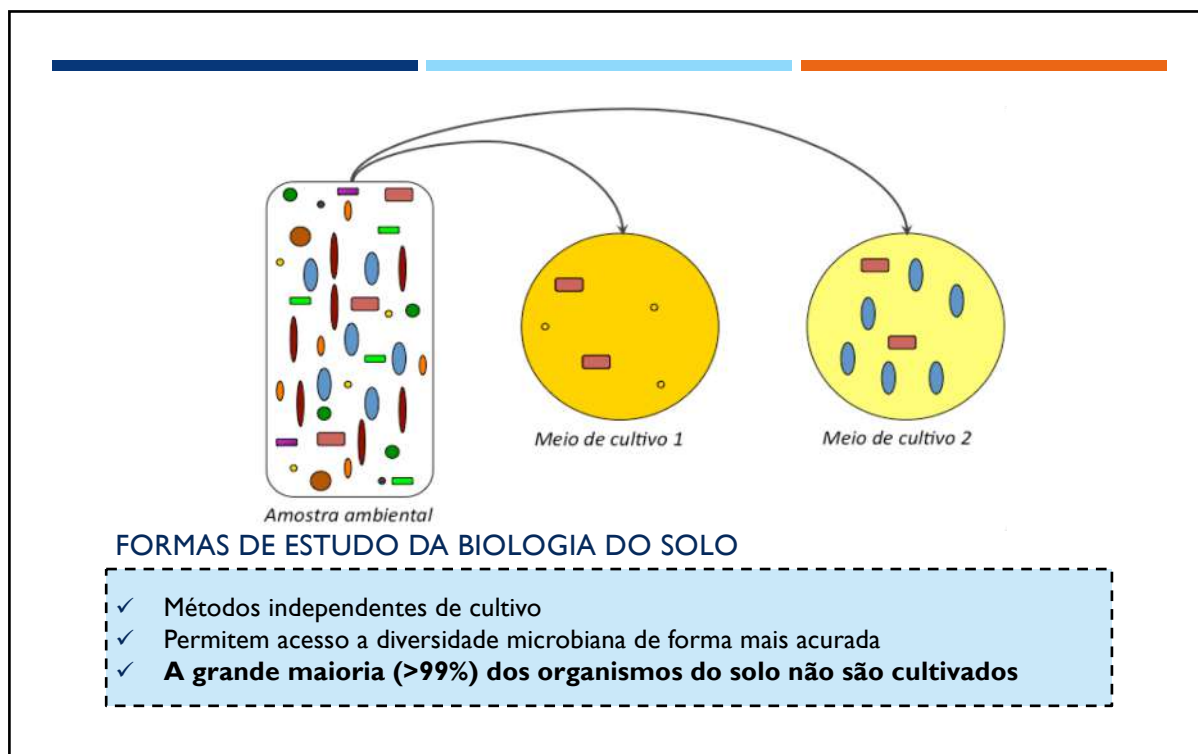 Meio de cultivo 1
Meio de cultivo 2
Amostra ambiental
FORMAS DE ESTUDO DA BIOLOGIA DO SOLO
✓ Métodos independentes de cultivo
✓ Permitem acesso a diversidade microbiana de forma mais acurada
✓ A grande maioria (>99%) dos organismos do solo não são cultivados